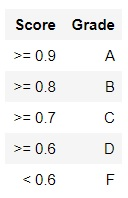 Score Grade
>= 0.9 A
>= 0.8 B
>= 0.7 C
>= 0.6 D
< 0.6 F